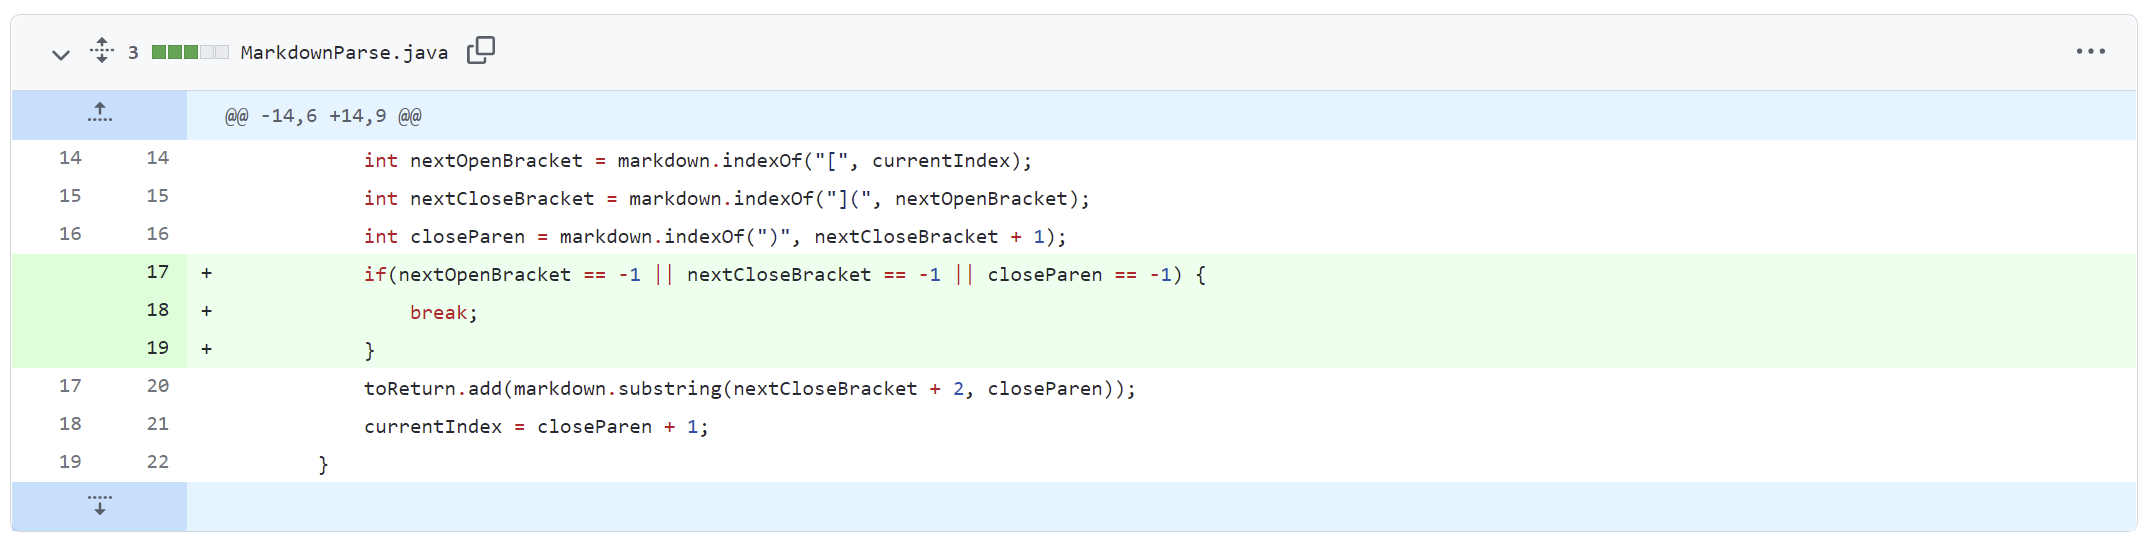 3 MarkdownParse.java
@@ -14,6 +14,9 @@
14 14 int nextOpenBracket = markdown.indexOf("[", currentIndex);
15 15 int nextCloseBracket = markdown.indexOf("](", nextOpenBracket);
16 16 int closeParen = markdown.indexOf(")", nextCloseBracket + 1);
17 + if(nextOpenBracket == -1 || nextCloseBracket == -1 || closeParen == -1) {
18 + break;
19 + }
17 20 toReturn.add(markdown.substring(nextCloseBracket + 2, closeParen));
18 21 currentIndex = closeParen + 1;
19 22 }